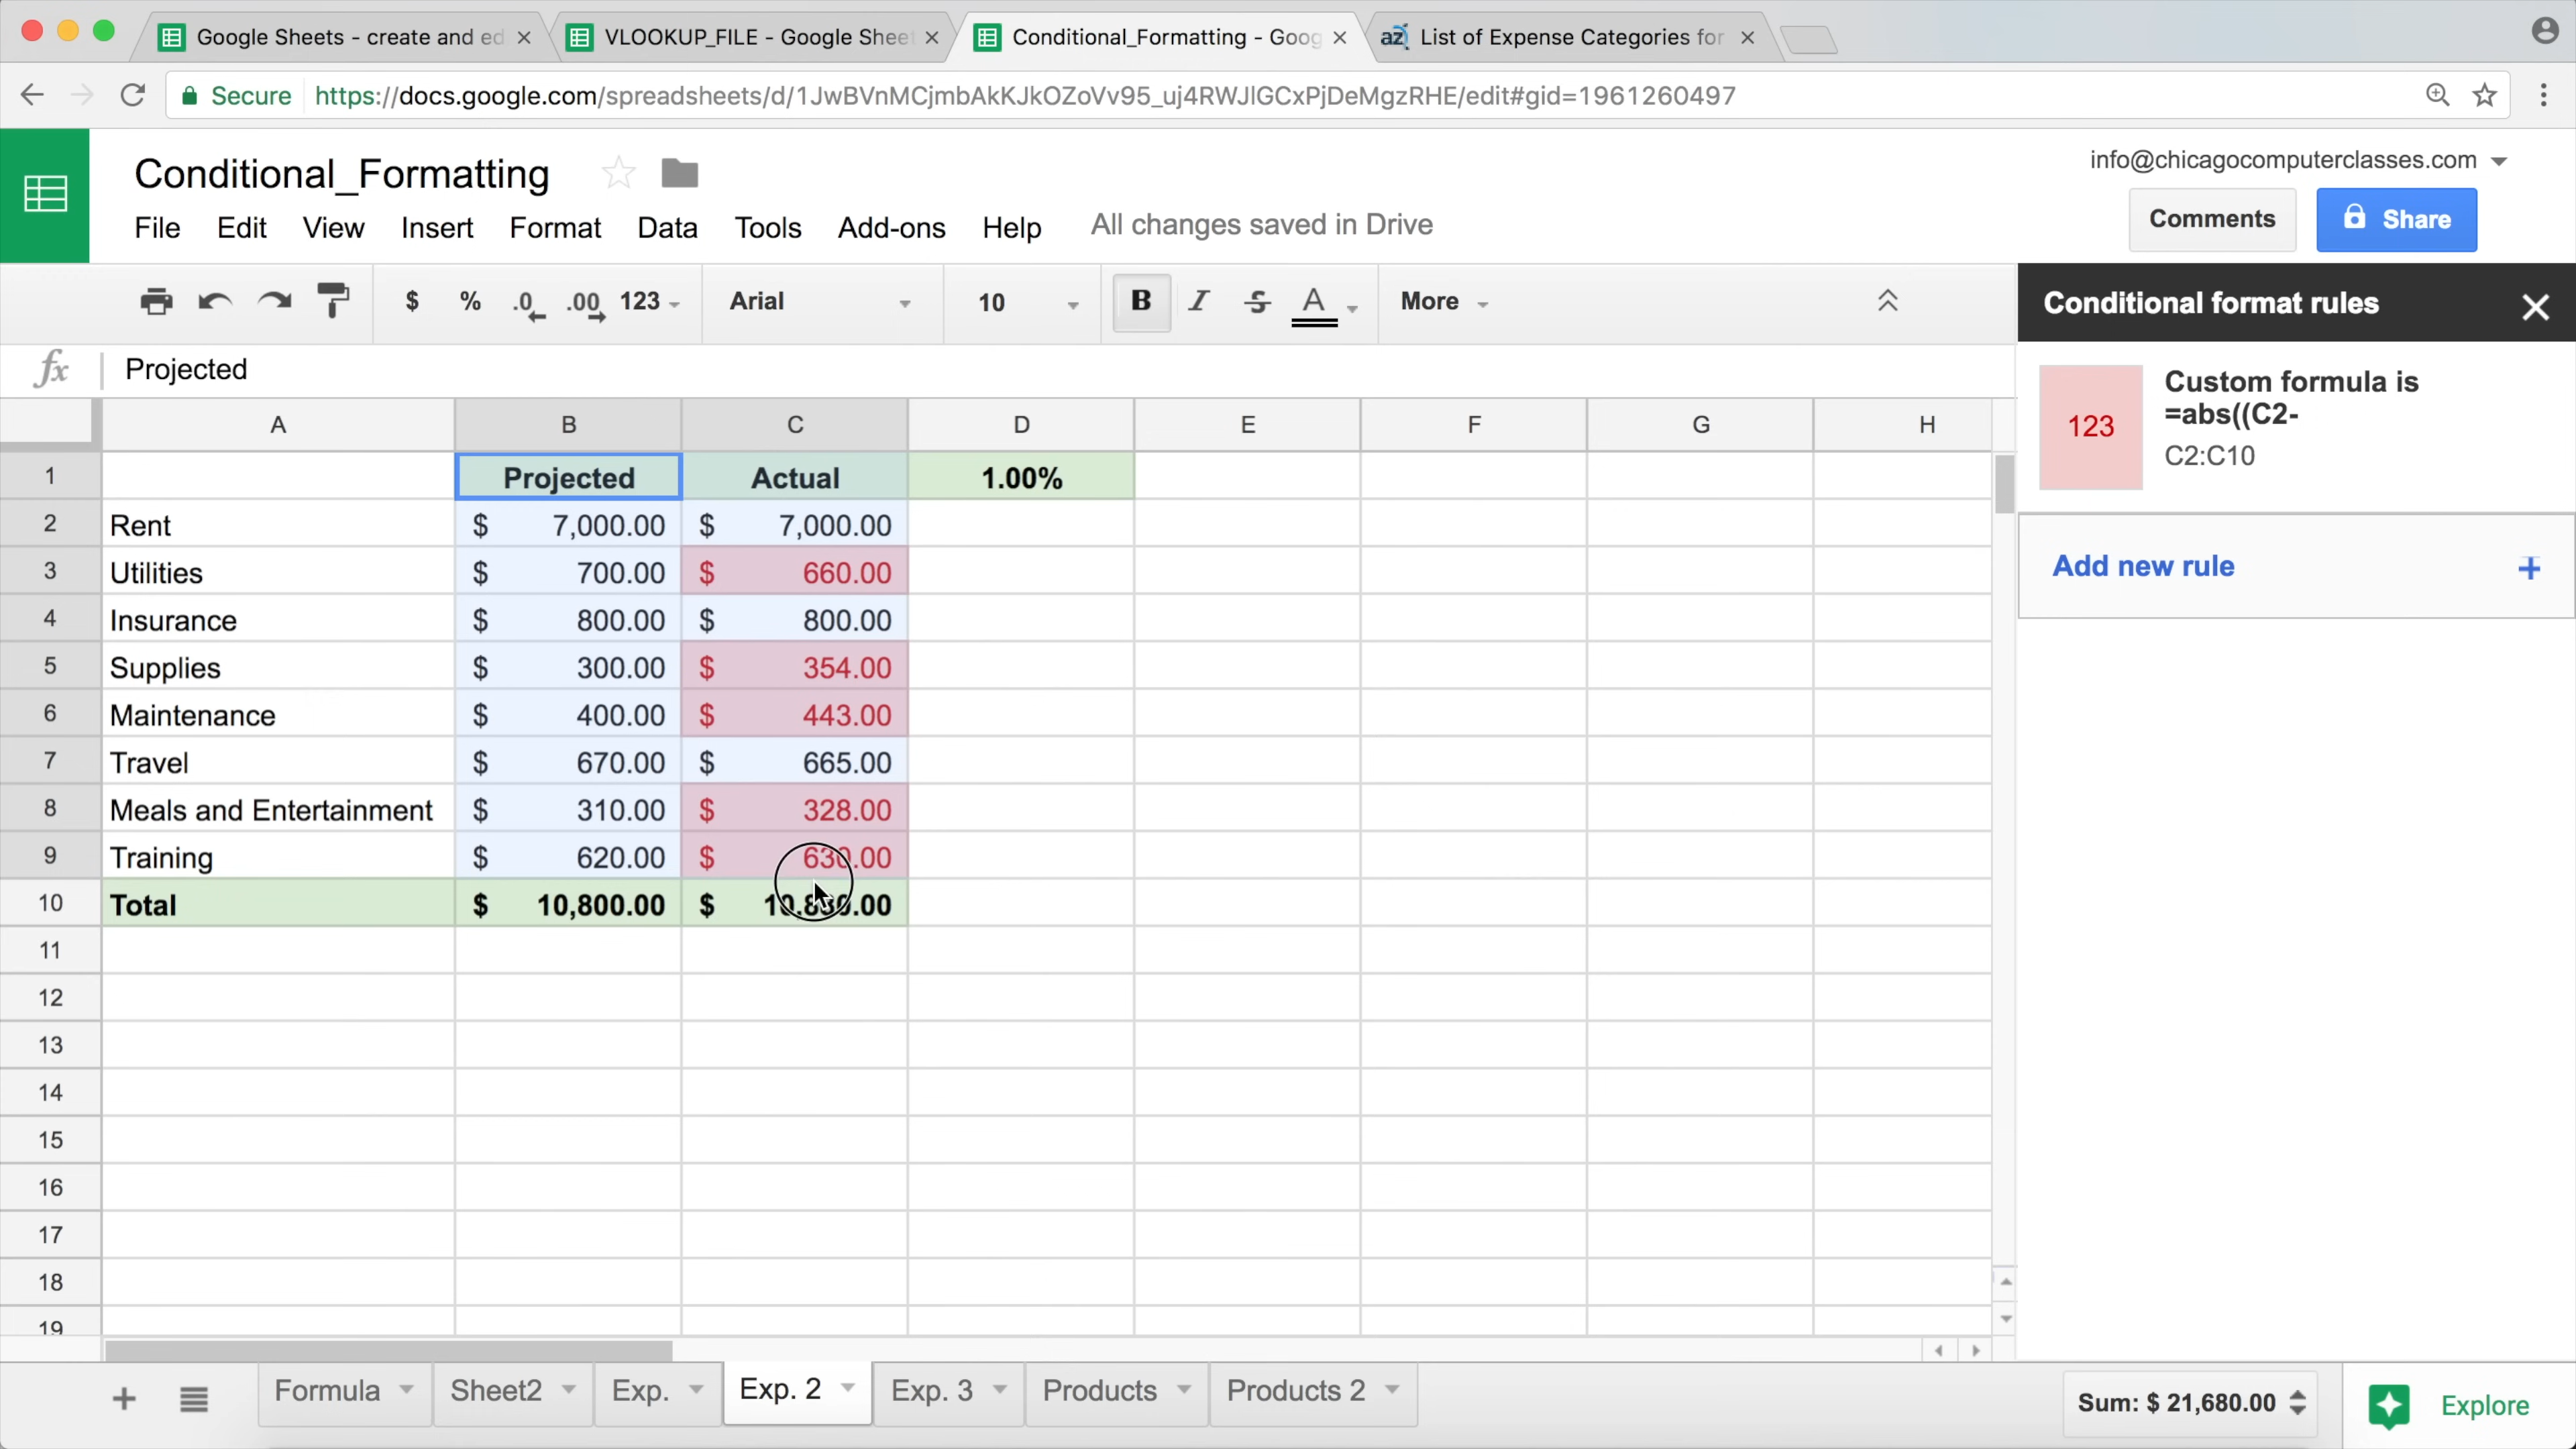 Google Sheets - create and ed
VLOOKUP_FILE - Google Sheet
Conditional_Formatting - Goog
List of Expense Categories for
Secure
https://docs.google.com/spreadsheets/d/1JwBVnMCjmbAkKJkOZoVv95_uj4RWJlGCxPjDeMgzRHE/edit#gid=1961260497
Conditional_Formatting
info@chicagocomputerclasses.com
File Edit View Insert Format Data Tools Add-ons Help All changes saved in Drive
Comments
Share
$ % .0 .00 123 Arial 10 B I S A More
Conditional format rules
fx Projected
123
Custom formula is
=abs((C2-
C2:C10
Add new rule +
A B C D E F G H
1 Projected Actual 1.00%
2 Rent $ 7,000.00 $ 7,000.00
3 Utilities $ 700.00 $ 660.00
4 Insurance $ 800.00 $ 800.00
5 Supplies $ 300.00 $ 354.00
6 Maintenance $ 400.00 $ 443.00
7 Travel $ 670.00 $ 665.00
8 Meals and Entertainment $ 310.00 $ 328.00
9 Training $ 620.00 $ 630.00
10 Total $ 10,800.00 $
11
12
13
14
15
16
17
18
19
+ Formula Sheet2 Exp. Exp. 2 Exp. 3 Products Products 2
Sum: $ 21,680.00
Explore